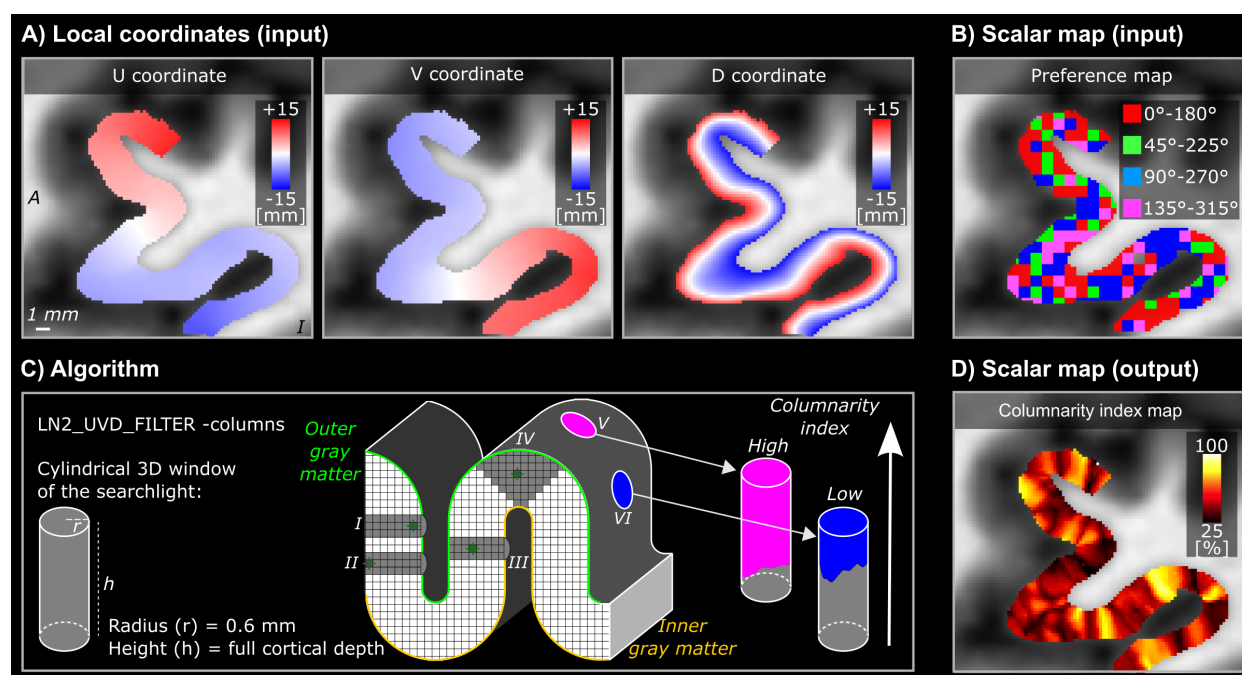 A) Local coordinates (input)
U coordinate
+15
-15
[mm]
A
1 mm
I
V coordinate
+15
-15
[mm]
D coordinate
+15
-15
[mm]
B) Scalar map (input)
Preference map
0°-180°
45°-225°
90°-270°
135°-315°
C) Algorithm
LN2_UVD_FILTER -columns
Cylindrical 3D window
of the searchlight:
r
h
Radius (r) = 0.6 mm
Height (h) = full cortical depth
Outer
gray
matter
I
II
III
IV
V
VI
Inner
gray matter
High
Low
Columnarity
index
D) Scalar map (output)
Columnarity index map
100
25
[%]